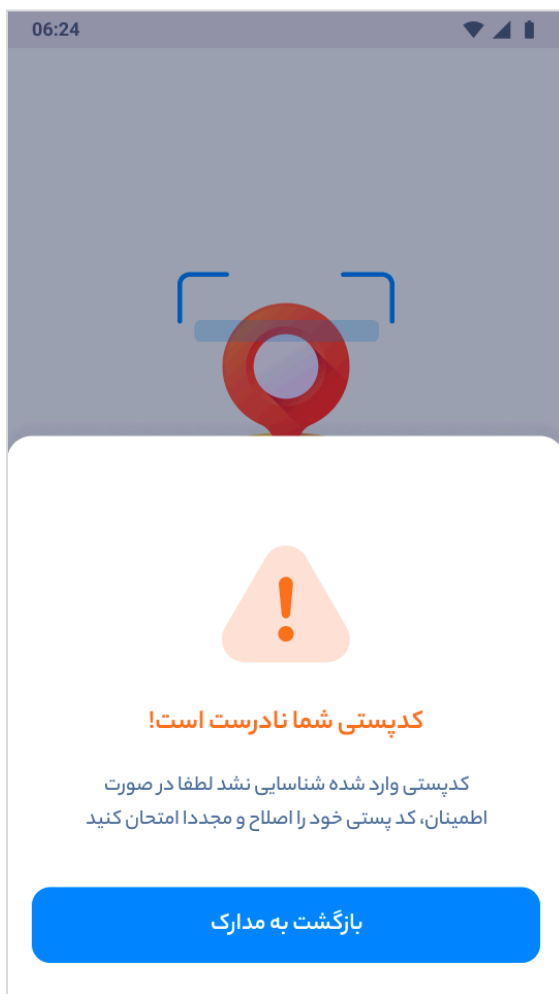 06:24
کدپستی شما نادرست است!
کدپستی وارد شده شناسایی نشد لطفا در صورت
اطمینان، کد پستی خود را اصلاح و مجددا امتحان کنید
بازگشت به مدارک